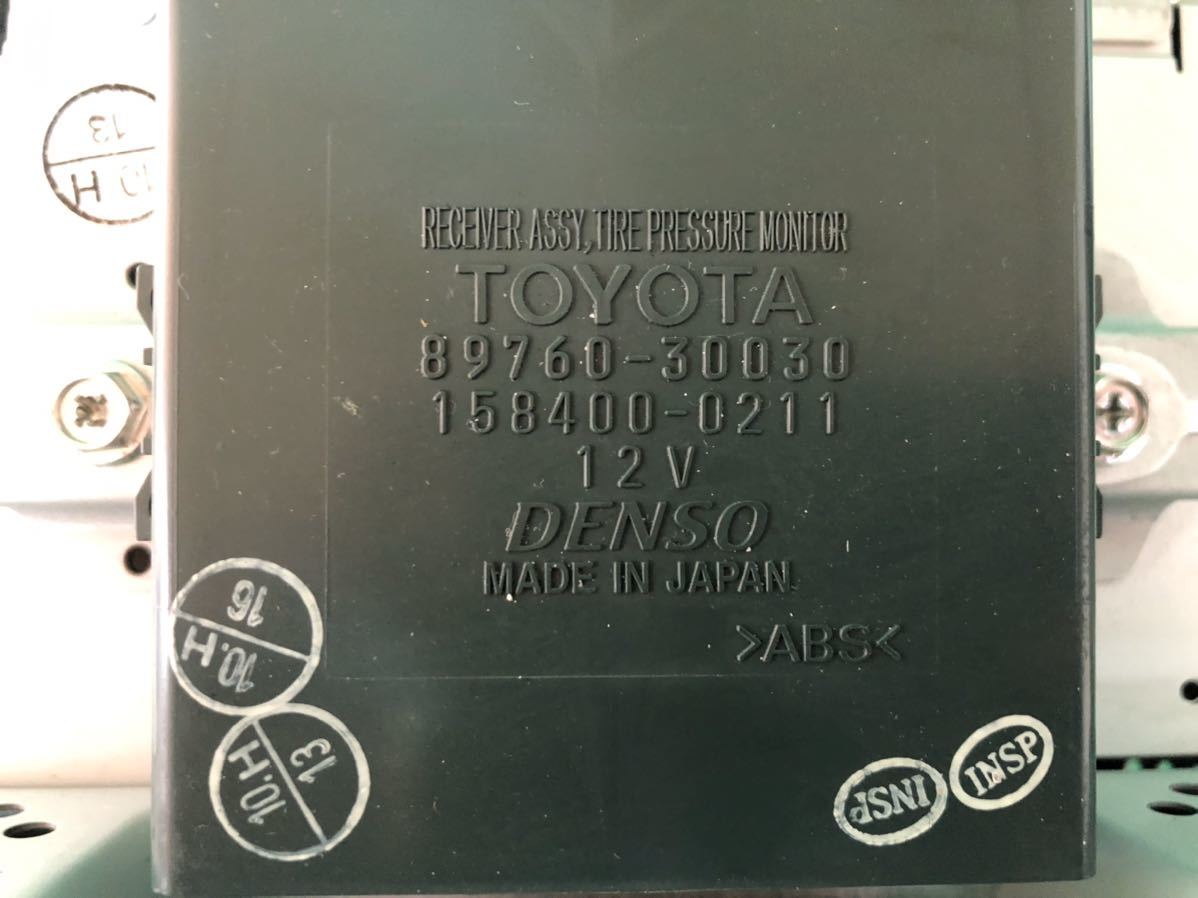 13
10.H
RECEIVER ASSY, TIRE PRESSURE MONITOR
TOYOTA
89760-30030
158400-0211
12V
DENSO
MADE IN JAPAN
>ABS<
16
10.H
13
10.H
INSP
INSP